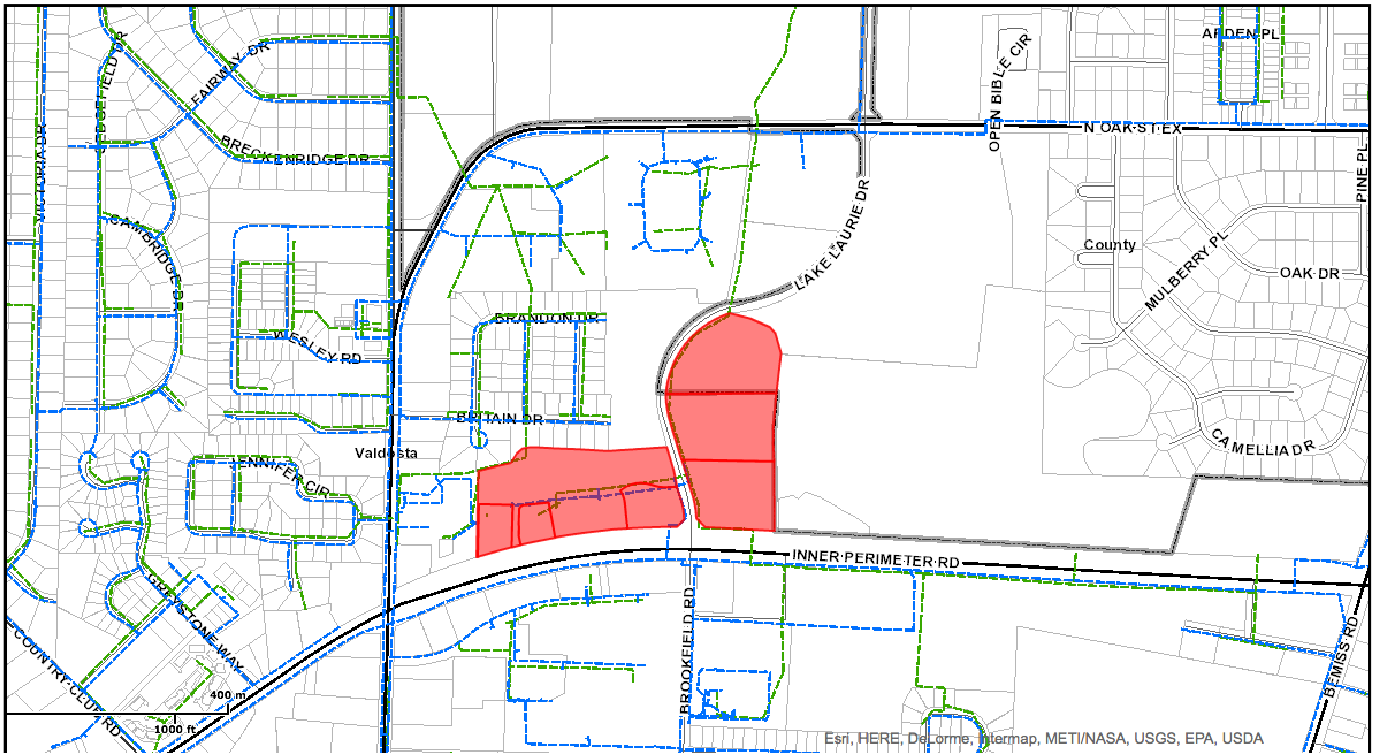 ARDEN PL
FAIRWAY DR
OPEN BIBLE CIR
N OAK ST EX
BRECKENRIDGE DR
VICTORIA DR
PINE PL
LAKE LAURIE DR
CAMBRIDGE DR
County
MULBERRY PL
OAK DR
BRANDON DR
WESLEY RD
BRITAIN DR
CAMELLIA DR
Valdosta
JENNIFER CIR
INNER PERIMETER RD
GREYSTONE WAY
BROOKFIELD RD
BEMISS RD
COUNTRY CLUB RD
400 m
1000 ft
Esri, HERE, DeLorme, Intermap, METI/NASA, USGS, EPA, USDA